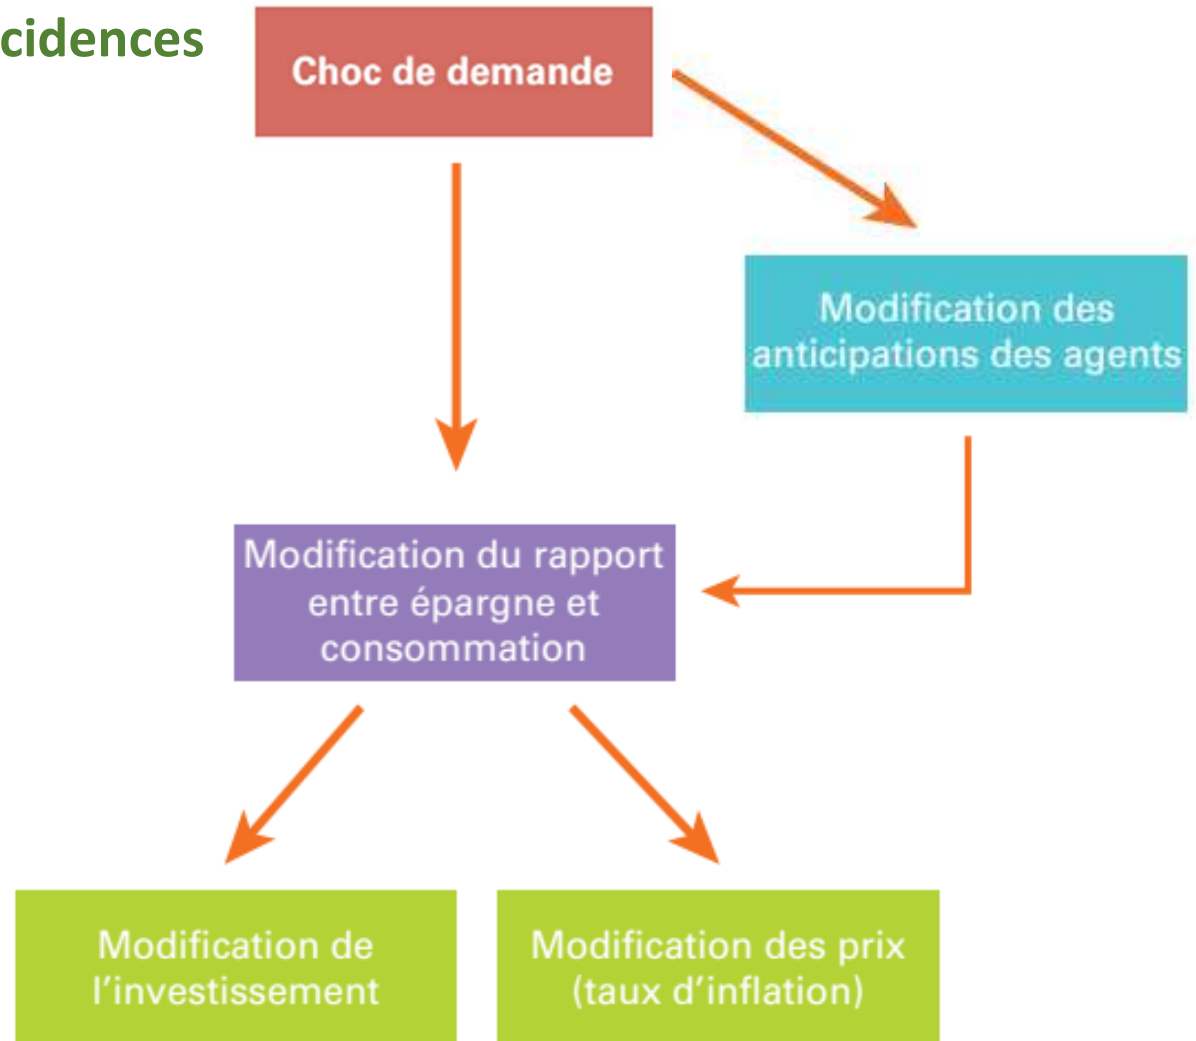 cidences
Choc de demande
Modification des
anticipations des agents
Modification du rapport
entre épargne et
consommation
Modification de
l'investissement
Modification des prix
(taux d'inflation)